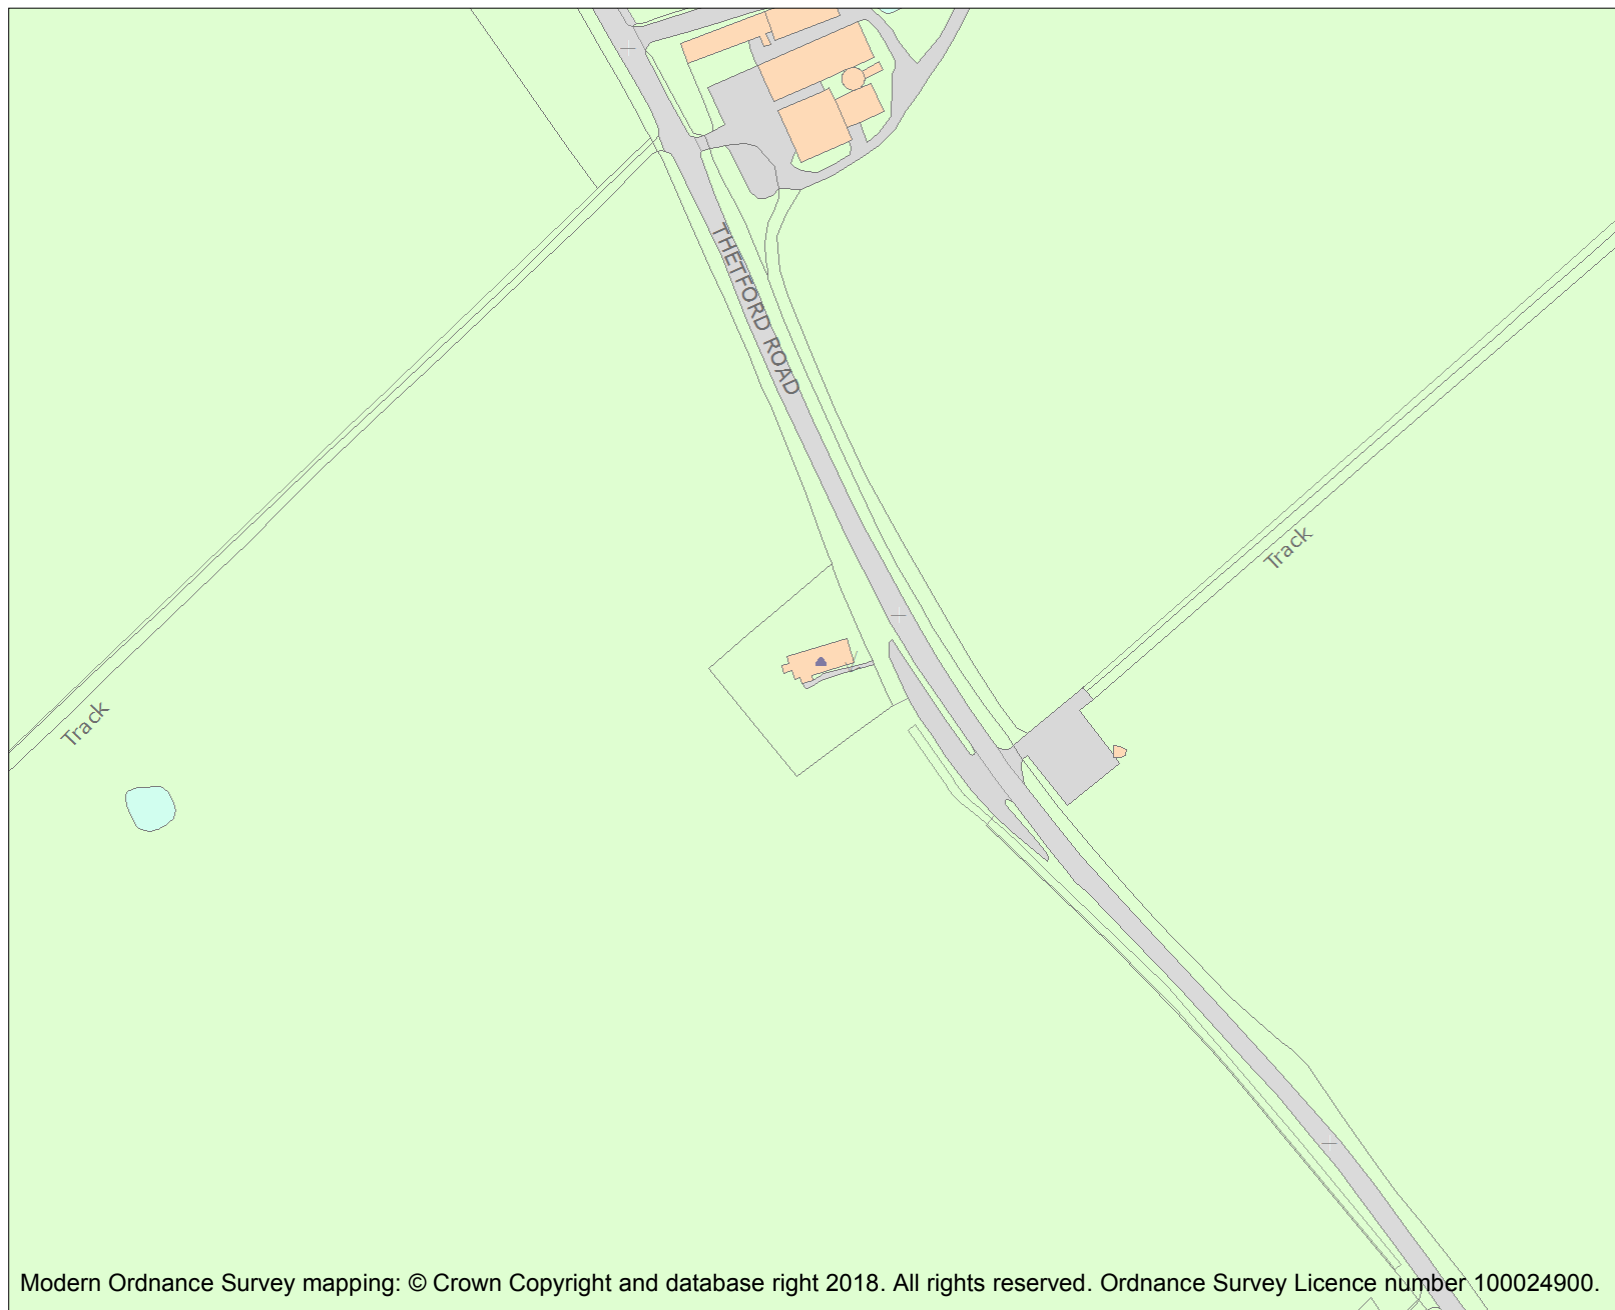 THETFORD ROAD
Track
Track
Modern Ordnance Survey mapping: © Crown Copyright and database right 2018. All rights reserved. Ordnance Survey Licence number 100024900.